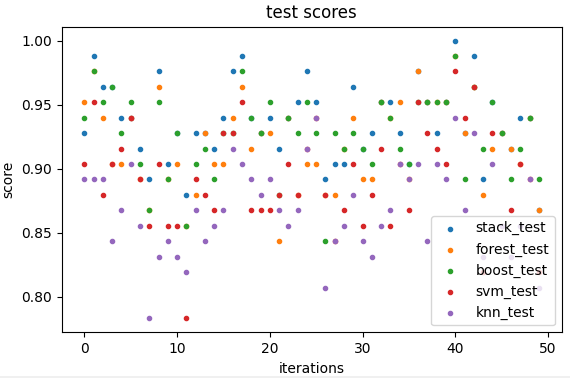 test scores
1.00
0.95
0.90
0.85
0.80
score
stack_test
forest_test
boost_test
svm_test
knn_test
0 10 20 30 40 50
iterations